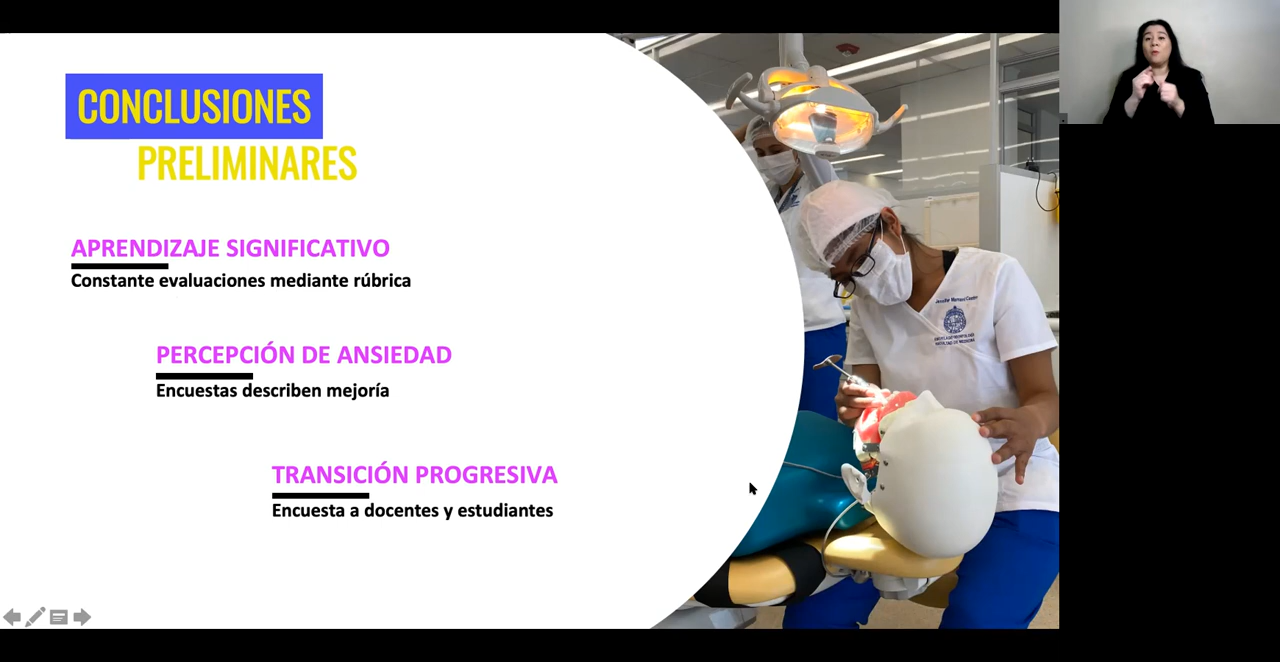 CONCLUSIONES
PRELIMINARES
APRENDIZAJE SIGNIFICATIVO
Constante evaluaciones mediante rúbrica
PERCEPCIÓN DE ANSIEDAD
Encuestas describen mejoría
TRANSICIÓN PROGRESIVA
Encuesta a docentes y estudiantes